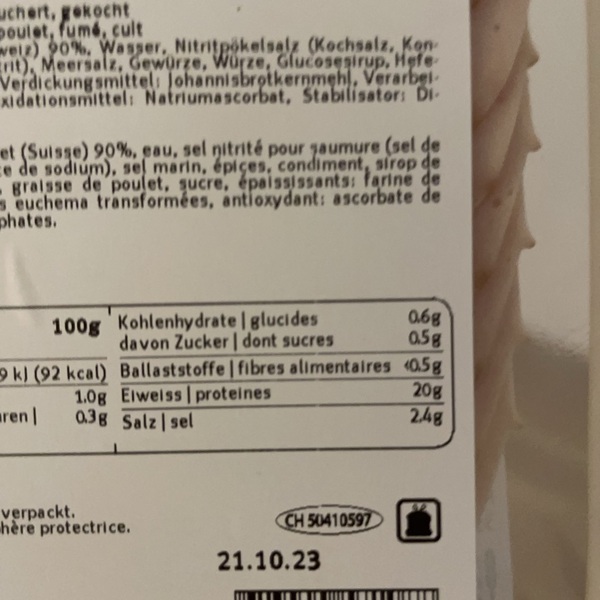 uchert, gekocht
poulet, fumé, cuit
weiz) 90%, Wasser, Nitritpökelsalz (Kochsalz, Kon-
rit), Meersalz, Gewürze, Würze, Glucosesirup, Hefe-
Verdickungsmittel: Johannisbrotkernmehl, Verarbei-
xidationsmittel: Natriumascorbat, Stabilisator: Di-
et (Suisse) 90%, eau, sel nitrité pour saumure (sel de
te de sodium), sel marin, épices, condiment, sirop de
, graisse de poulet, sucre, épaississants: farine de
s euchema transformées, antioxydant: ascorbate de
phates.
100g Kohlenhydrate | glucides 0.6g
davon Zucker | dont sucres 0.5g
9 kJ (92 kcal) Ballaststoffe | fibres alimentaires <0.5g
1.0g Eiweiss | proteines 20g
ren | 0.3g Salz | sel 2.4g
verpackt.
hère protectrice.
CH 50410597
21.10.23